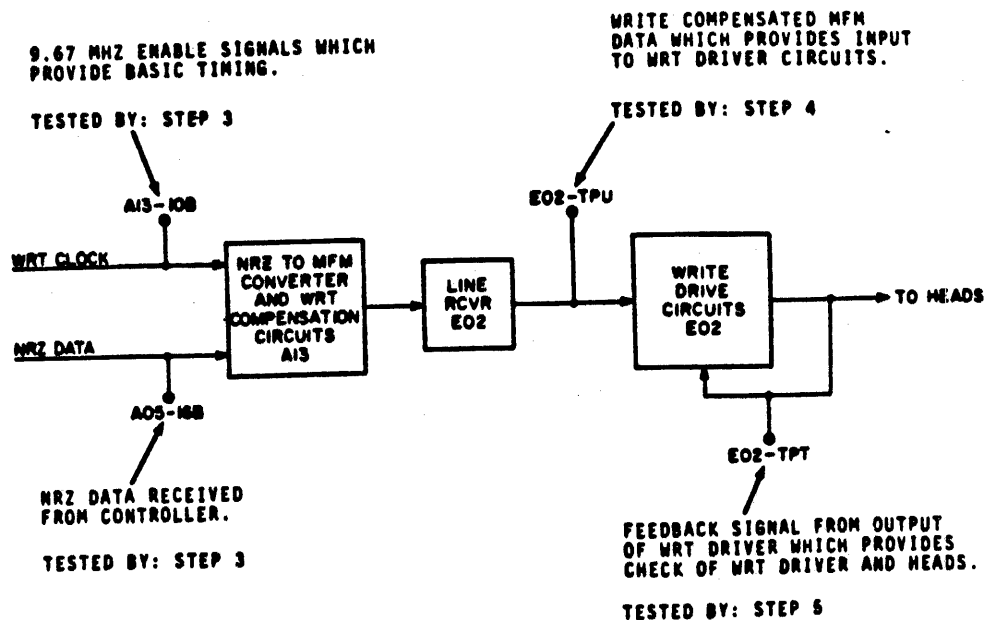 9.67 MHZ ENABLE SIGNALS WHICH
PROVIDE BASIC TIMING.
TESTED BY: STEP 3
WRITE COMPENSATED MFM
DATA WHICH PROVIDES INPUT
TO WRT DRIVER CIRCUITS.
TESTED BY: STEP 4
A13-10B
E02-TPU
WRT CLOCK
NRZ DATA
NRZ TO MFM
CONVERTER
AND WRT
COMPENSATION
CIRCUITS
A13
LINE
RCVR
E02
WRITE
DRIVE
CIRCUITS
E02
TO HEADS
A05-16B
E02-TPT
NRZ DATA RECEIVED
FROM CONTROLLER.
TESTED BY: STEP 3
FEEDBACK SIGNAL FROM OUTPUT
OF WRT DRIVER WHICH PROVIDES
CHECK OF WRT DRIVER AND HEADS.
TESTED BY: STEP 5